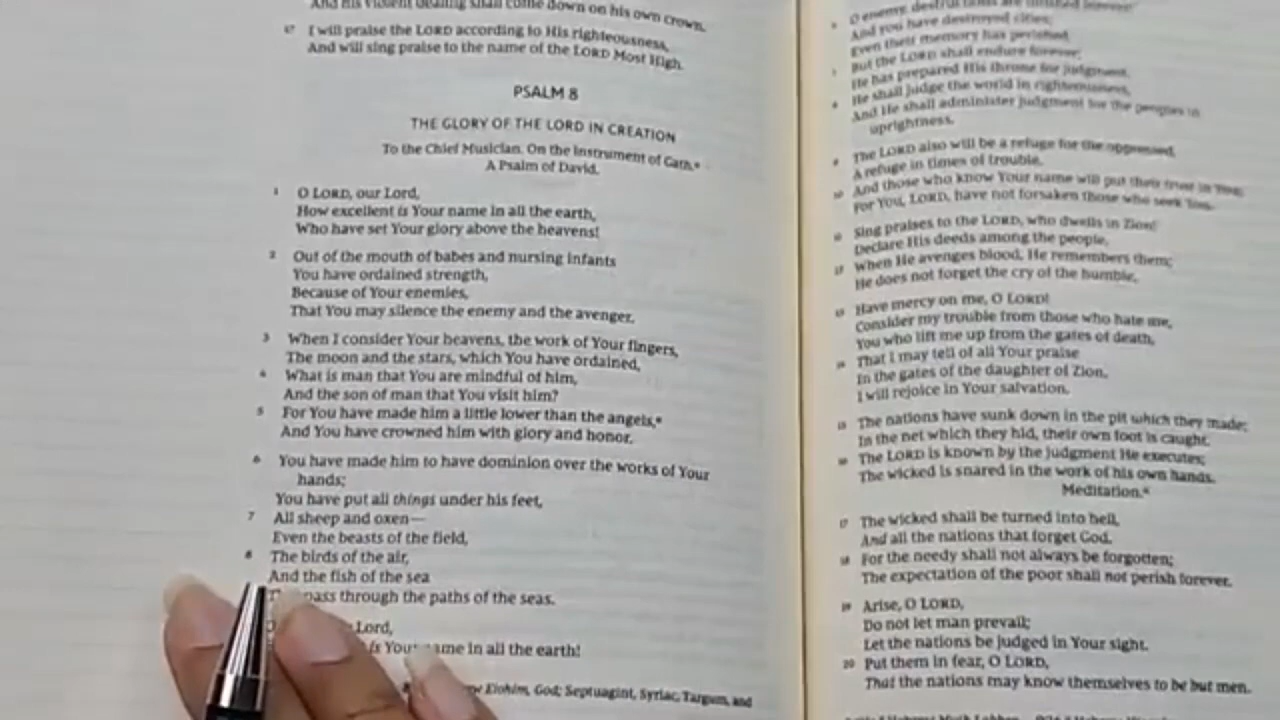 And his violent dealing shall come down on his own crown.
17 I will praise the LORD according to His righteousness,
And will sing praise to the name of the LORD Most High.
PSALM 8
THE GLORY OF THE LORD IN CREATION
To the Chief Musician. On the instrument of Gath.*
A Psalm of David.
1 O LORD, our Lord,
How excellent is Your name in all the earth,
Who have set Your glory above the heavens!
2 Out of the mouth of babes and nursing infants
You have ordained strength,
Because of Your enemies,
That You may silence the enemy and the avenger.
3 When I consider Your heavens, the work of Your fingers,
The moon and the stars, which You have ordained,
4 What is man that You are mindful of him,
And the son of man that You visit him?
5 For You have made him a little lower than the angels,*
And You have crowned him with glory and honor.
6 You have made him to have dominion over the works of Your
hands;
You have put all things under his feet,
7 All sheep and oxen—
Even the beasts of the field,
8 The birds of the air,
And the fish of the sea
pass through the paths of the seas.
Lord,
is Your name in all the earth!
Elohim, God; Septuagint, Syriac, Targum, and
6 O enemy, destructions are finished forever!
And you have destroyed cities;
Even their memory has perished.
7 But the LORD shall endure forever;
He has prepared His throne for judgment.
8 He shall judge the world in righteousness,
And He shall administer judgment for the peoples in
uprightness.
9 The LORD also will be a refuge for the oppressed,
A refuge in times of trouble.
10 And those who know Your name will put their trust in You;
For You, LORD, have not forsaken those who seek You.
11 Sing praises to the LORD, who dwells in Zion!
Declare His deeds among the people.
12 When He avenges blood, He remembers them;
He does not forget the cry of the humble.
13 Have mercy on me, O LORD!
Consider my trouble from those who hate me,
You who lift me up from the gates of death,
14 That I may tell of all Your praise
In the gates of the daughter of Zion.
I will rejoice in Your salvation.
15 The nations have sunk down in the pit which they made;
In the net which they hid, their own foot is caught.
16 The LORD is known by the judgment He executes;
The wicked is snared in the work of his own hands.
Meditation.*
17 The wicked shall be turned into hell,
And all the nations that forget God.
18 For the needy shall not always be forgotten;
The expectation of the poor shall not perish forever.
19 Arise, O LORD,
Do not let man prevail;
Let the nations be judged in Your sight.
20 Put them in fear, O LORD,
That the nations may know themselves to be but men.